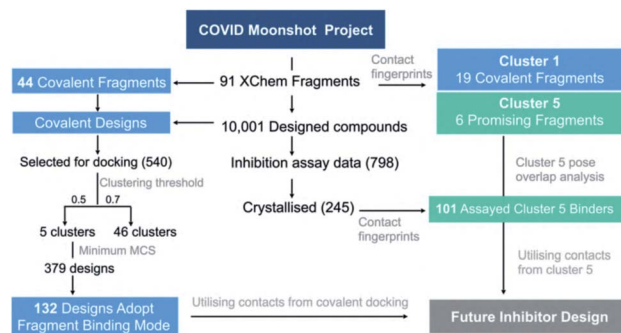 COVID Moonshot Project
44 Covalent Fragments
91 XChem Fragments
Contact
fingerprints
Cluster 1
19 Covalent Fragments
Cluster 5
6 Promising Fragments
Covalent Designs
10,001 Designed compounds
Selected for docking (540)
Inhibition assay data (798)
Cluster 5 pose
overlap analysis
Clustering threshold
0.5 0.7
Crystallised (245)
Contact
fingerprints
101 Assayed Cluster 5 Binders
5 clusters 46 clusters
Minimum MCS
379 designs
Utilising contacts
from cluster 5
132 Designs Adopt
Fragment Binding Mode
Utilising contacts from covalent docking
Future Inhibitor Design